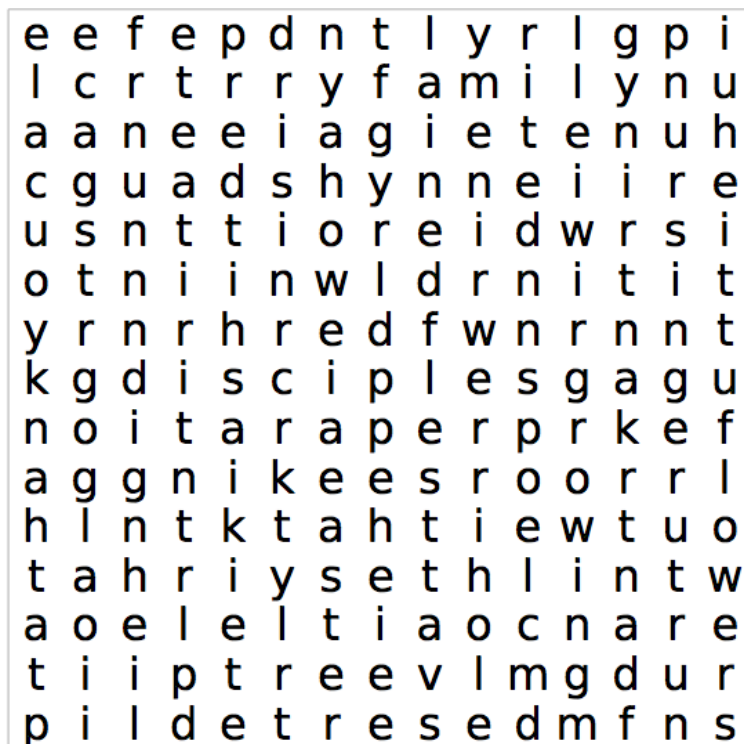 e e f e p d n t l y r l g p i
l c r t r r y f a m i l y n u
a a n e e i a g i e t e n u h
c g u a d s h y n n e i i r e
u s n t t i o r e i d w r s i
o t n i i n w l d r n i t i t
y r n r h r e d f w n r n n t
k g d i s c i p l e s g a g u
n o i t a r a p e r p r k e f
a g g n i k e e s r o o r r l
h l n t k t a h t i e w t u o
t a h r i y s e t h l i n t w
a o e l e l t i a o c n a r e
t i i p t r e e v l m g d u r
p i l d e t r e s e d m f n s